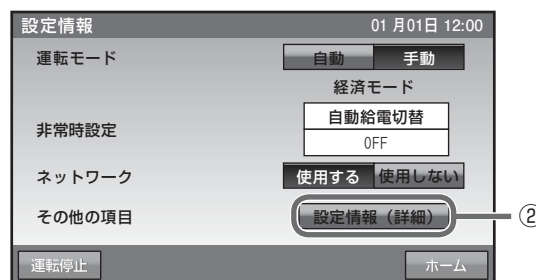 設定情報 01月01日 12:00
運転モード 自動 手動
経済モード
非常時設定 自動給電切替
OFF
ネットワーク 使用する 使用しない
その他の項目 設定情報（詳細） ②
運転停止 ホーム